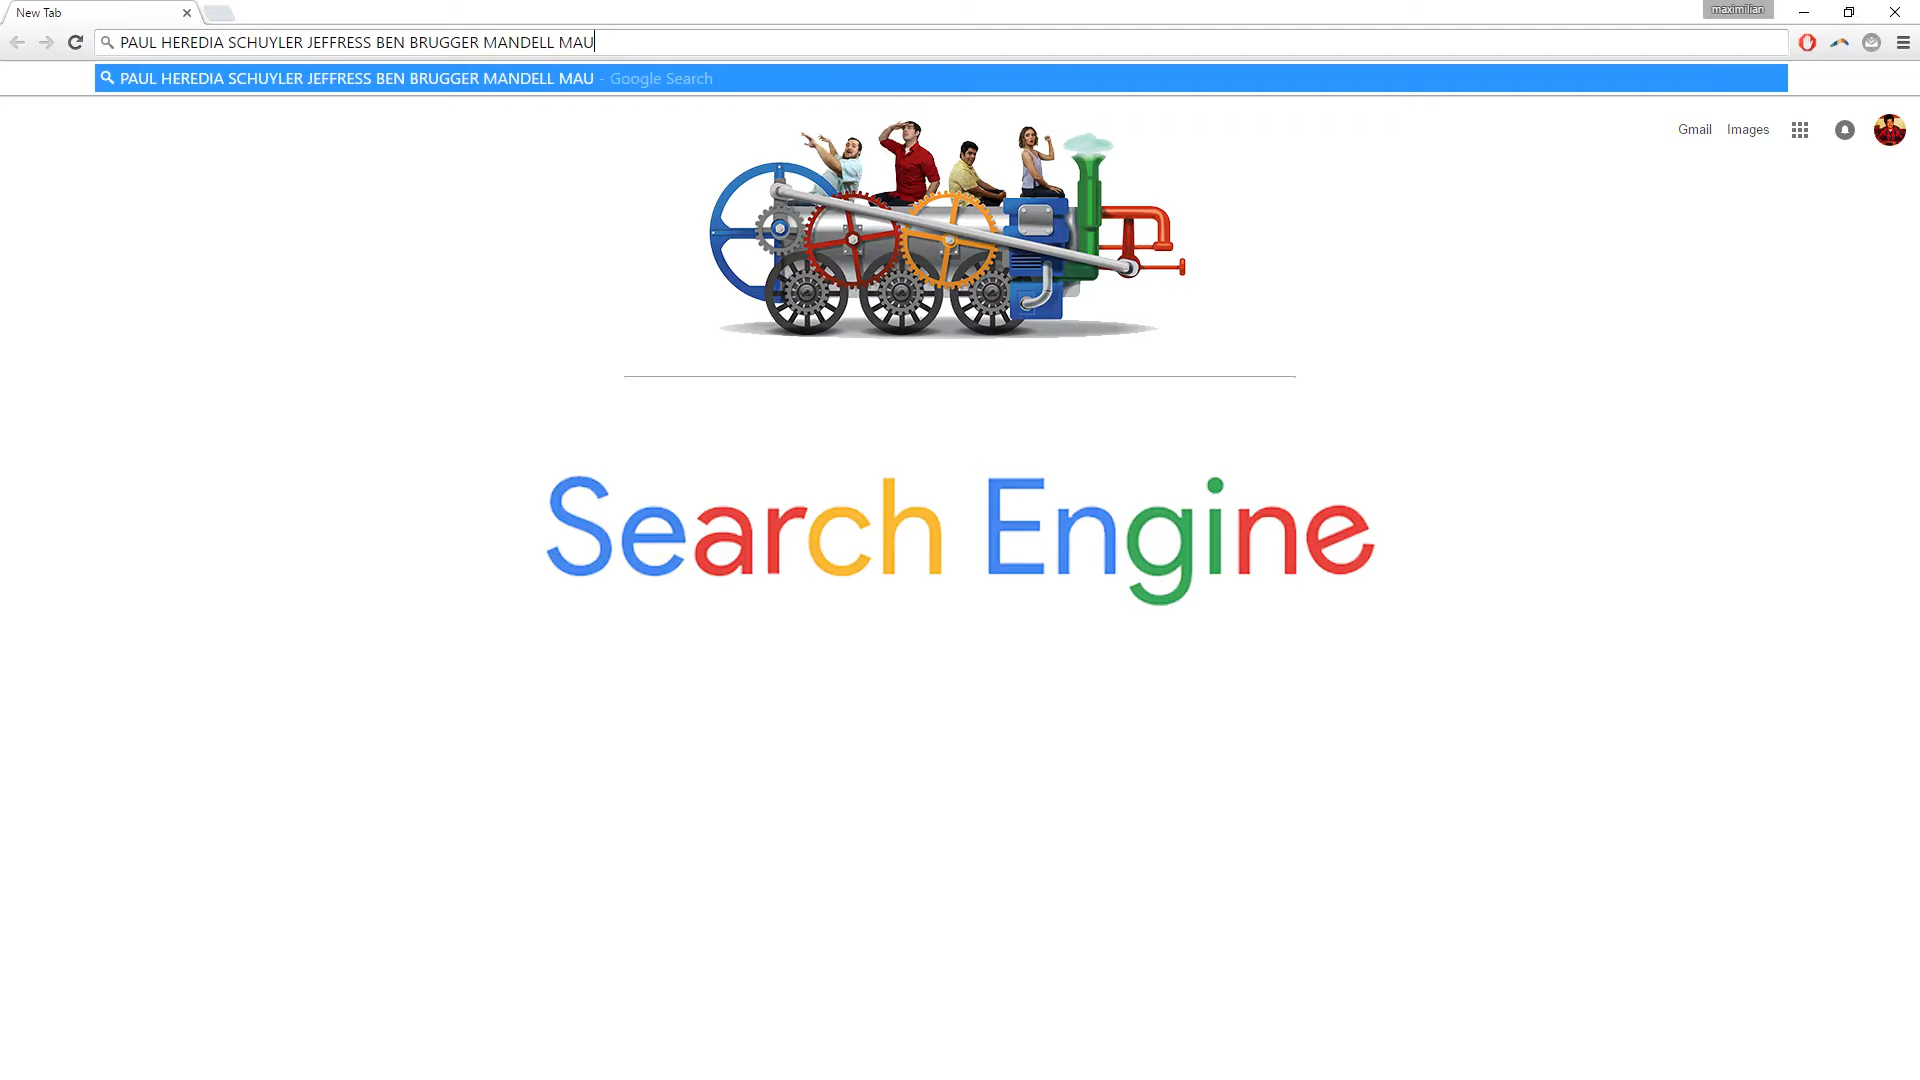 New Tab
maximilian
PAUL HEREDIA SCHUYLER JEFFRESS BEN BRUGGER MANDELL MAU
PAUL HEREDIA SCHUYLER JEFFRESS BEN BRUGGER MANDELL MAU - Google Search
Gmail Images
Search Engine